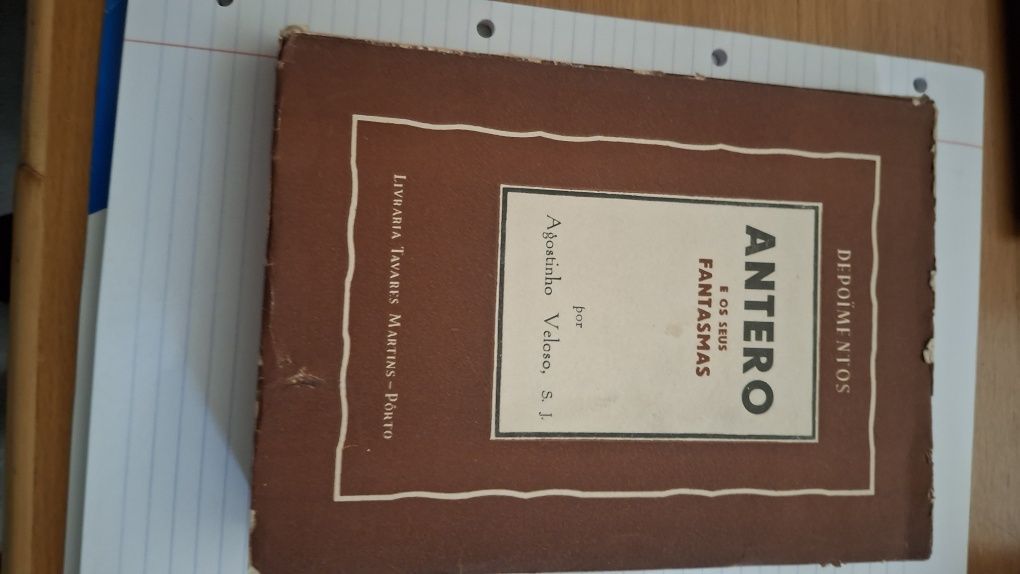 DEPOÏMENTOS
ANTERO
E OS SEUS
FANTASMAS
por
Agostinho Veloso, S. J.
LIVRARIA TAVARES MARTINS – PÔRTO